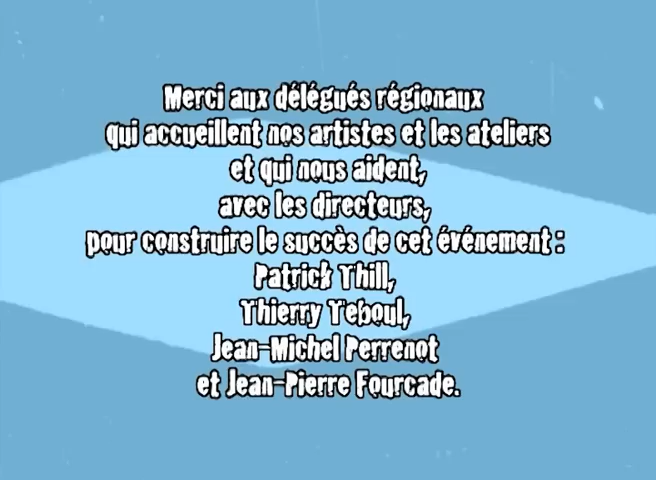 Merci aux délégués régionaux
qui accueillent nos artistes et les ateliers
et qui nous aident,
avec les directeurs,
pour construire le succès de cet événement :
Patrick Thill,
Thierry Teboul,
Jean-Michel Perrenot
et Jean-Pierre Fourcade.